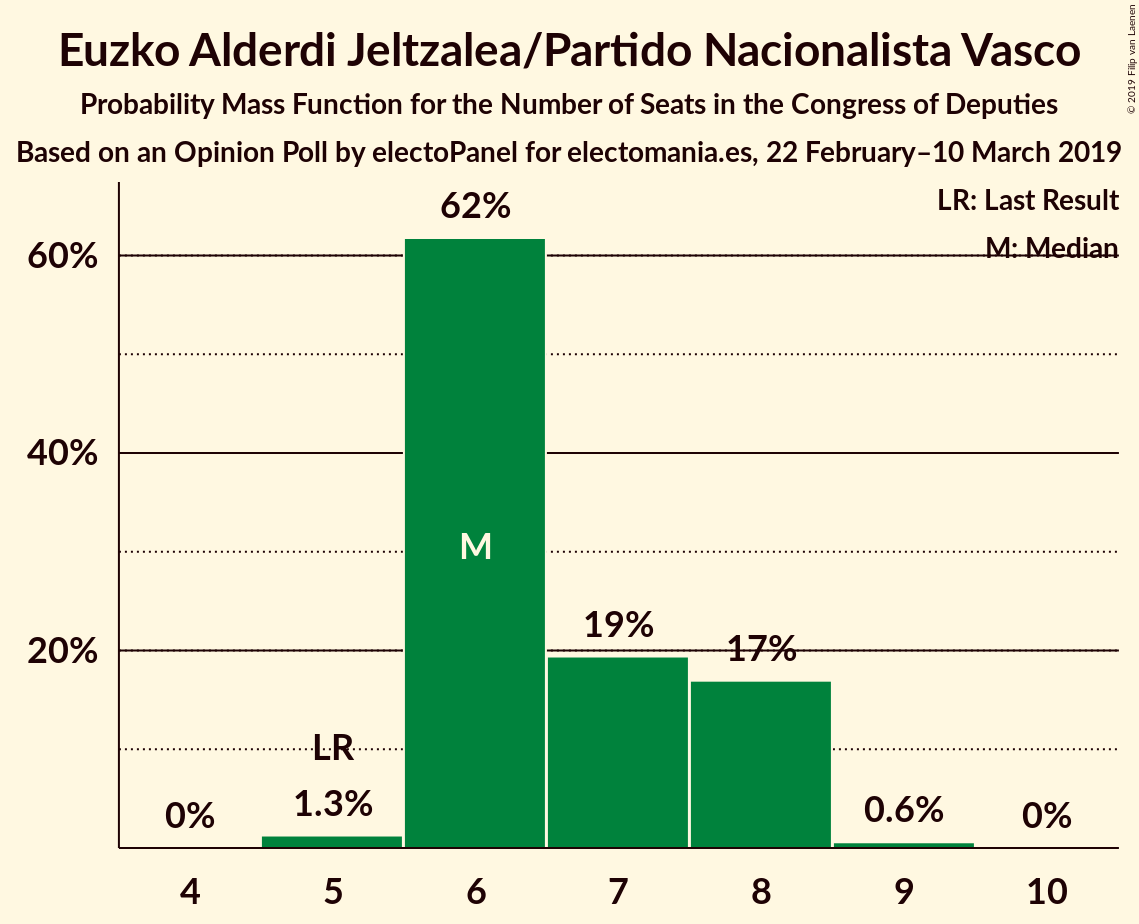 Euzko Alderdi Jeltzalea/Partido Nacionalista Vasco
Probability Mass Function for the Number of Seats in the Congress of Deputies
Based on an Opinion Poll by electoPanel for electomania.es, 22 February–10 March 2019
© 2019 Filip van Laenen
LR: Last Result
M: Median
62%
60%
40%
M
19%
17%
20%
LR
1.3%
0%
0.6%
0%
4 5 6 7 8 9 10